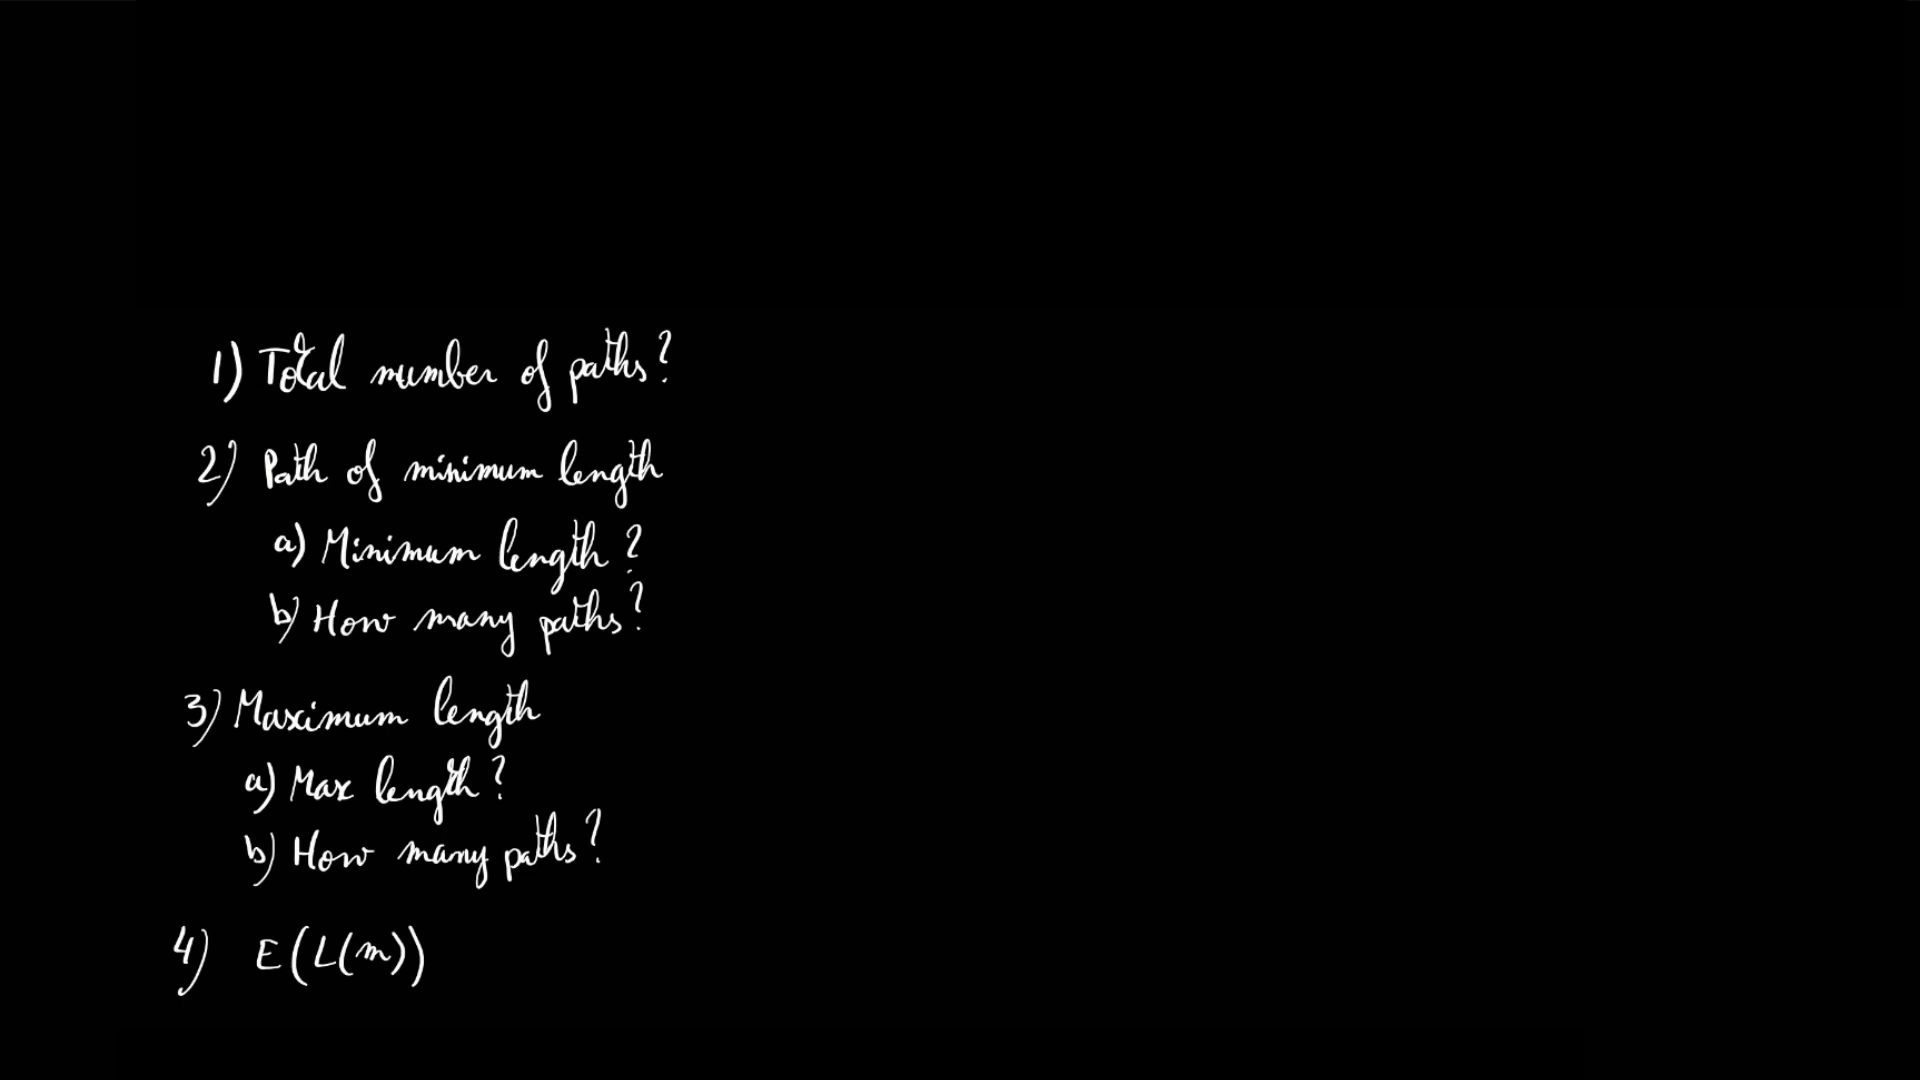 1) Total number of paths?
2) Path of minimum length
a) Minimum length?
b) How many paths?
3) Maximum length
a) Max length?
b) How many paths?
4) E(L(n))